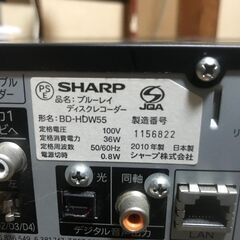 SHARP
JQA
品名:ブルーレイ
ディスクレコーダー
形名:BD-HDW55
製造番号
1156822
定格電圧 100V
定格消費電力 36W
定格周波数 50/60Hz
電源切時 0.8W
2010年製 日本製
シャープ株式会社
光
同軸
デジタル音声出力
LAN